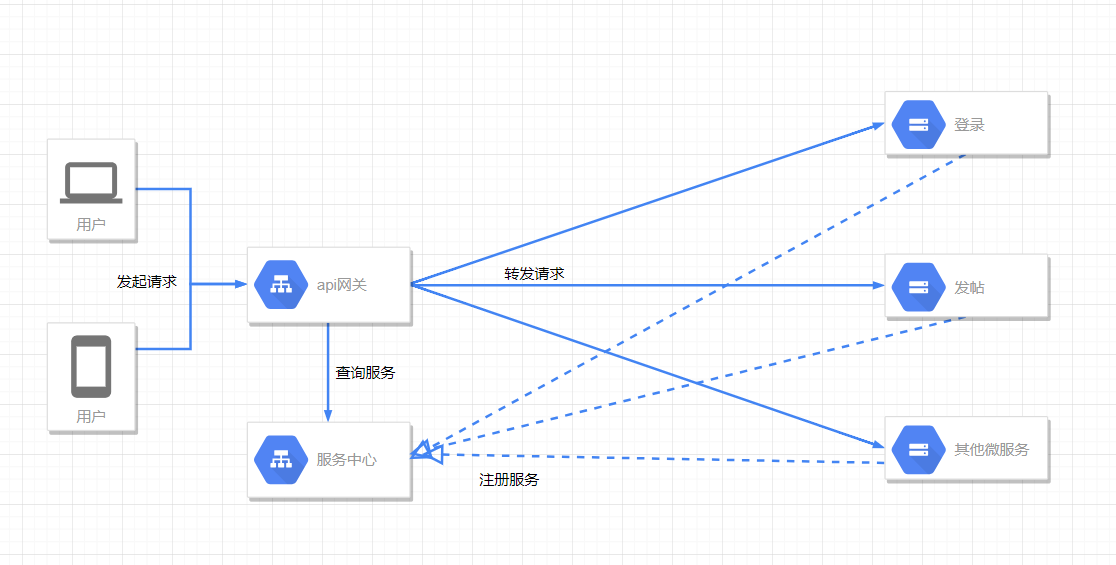 登录
用户
发起请求
api网关
转发请求
发帖
查询服务
用户
服务中心
其他微服务
注册服务